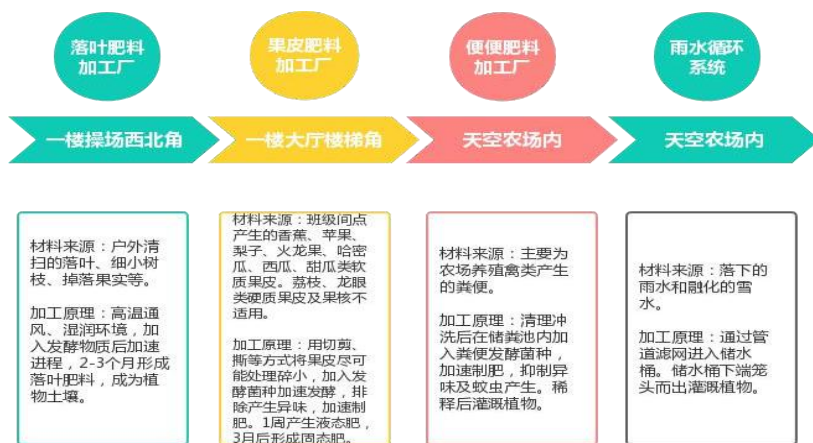 落叶肥料
加工厂
果皮肥料
加工厂
便便肥料
加工厂
雨水循环
系统
一楼操场西北角
一楼大厅楼梯角
天空农场内
天空农场内
材料来源：户外清
扫的落叶、细小树
枝、掉落果实等。
加工原理：高温通
风、湿润环境，加
入发酵物质后加速
进程，2-3个月形成
落叶肥料，成为植
物土壤。
材料来源：班级间点
产生的香蕉、苹果、
梨子、火龙果、哈密
瓜、西瓜、甜瓜类软
质果皮。荔枝、龙眼
类硬质果皮及果核不
适用。
加工原理：用切剪、
撕等方式将果皮尽可
能处理碎小，加入发
酵菌种加速发酵，排
除产生异味，加速制
肥。1周产生液态肥，
3月后形成固态肥。
材料来源：主要为
农场养殖禽类产生
的粪便。
加工原理：清理冲
洗后在储粪池内加
入粪便发酵菌种，
加速制肥，抑制异
味及蚊虫产生。稀
释后灌溉植物。
材料来源：落下的
雨水和融化的雪
水。
加工原理：通过管
道滤网进入储水
桶。储水桶下端笼
头而出灌溉植物。